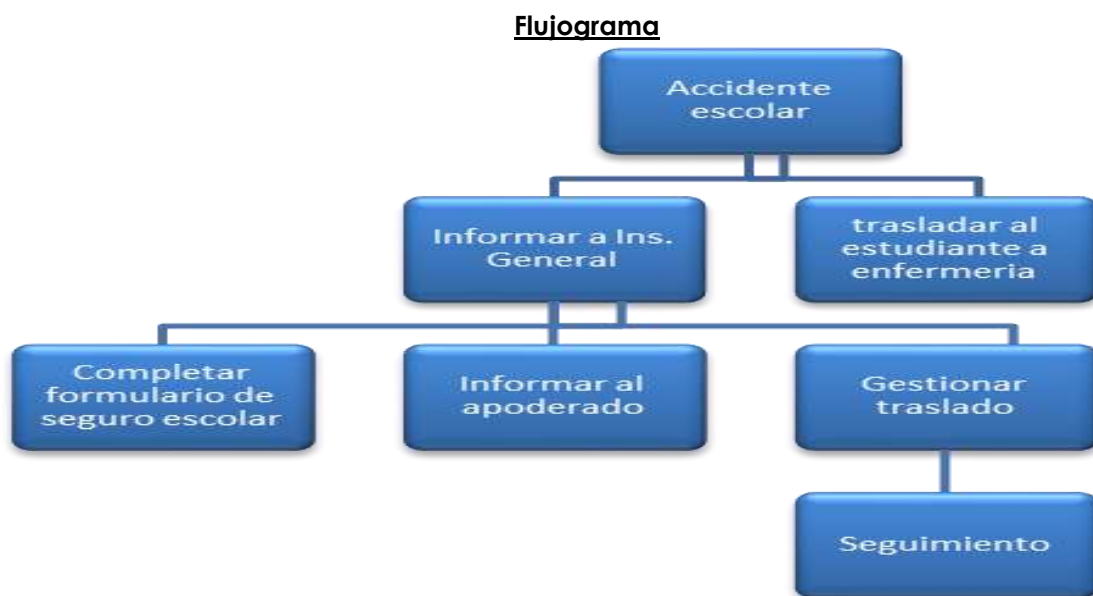 Flujograma
Accidente
escolar
Informar a Ins.
General
trasladar al
estudiante a
enfermeria
Completar
formulario de
seguro escolar
Informar al
apoderado
Gestionar
traslado
Seguimiento